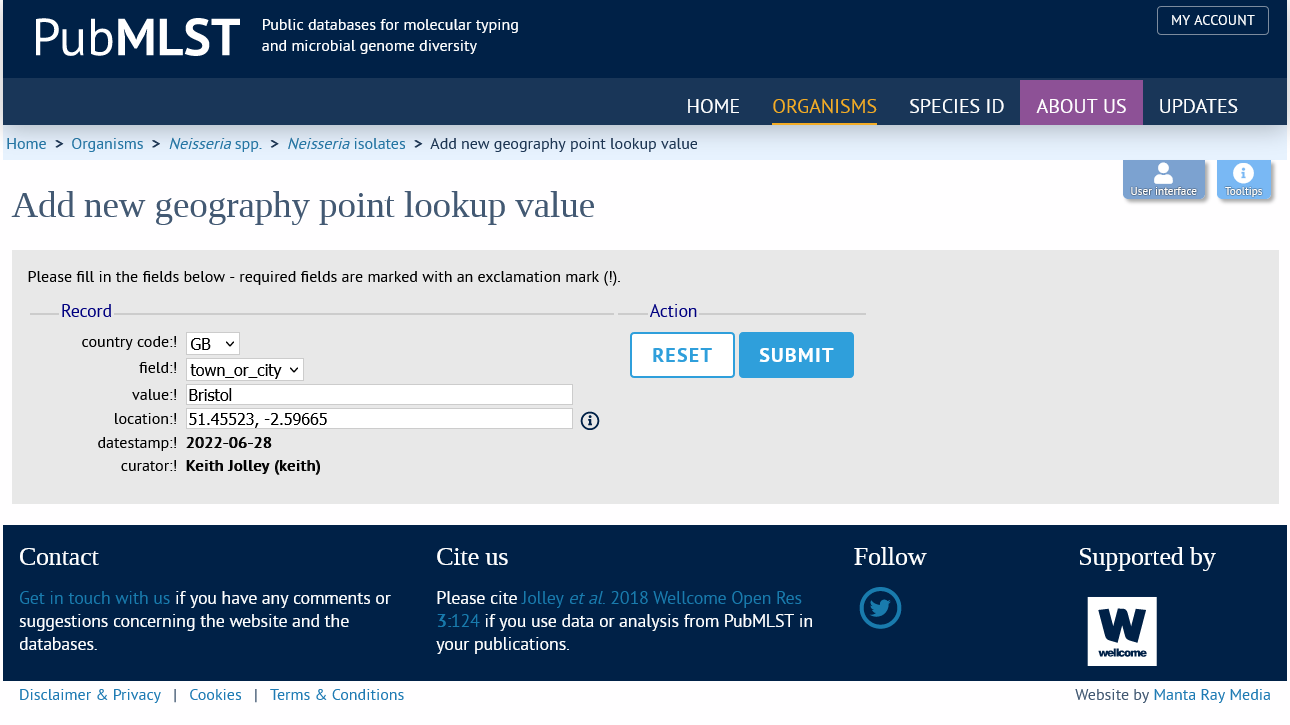 PubMLST
Public databases for molecular typing
and microbial genome diversity
MY ACCOUNT
HOME ORGANISMS SPECIES ID ABOUT US UPDATES
Home > Organisms > Neisseria spp. > Neisseria isolates > Add new geography point lookup value
User interface Tooltips
Add new geography point lookup value
Please fill in the fields below - required fields are marked with an exclamation mark (!).
Record
country code:! GB
field:! town_or_city
value:! Bristol
location:! 51.45523, -2.59665
datestamp:! 2022-06-28
curator:! Keith Jolley (keith)
Action
RESET SUBMIT
Contact
Get in touch with us if you have any comments or
suggestions concerning the website and the
databases.
Cite us
Please cite Jolley et al. 2018 Wellcome Open Res
3:124 if you use data or analysis from PubMLST in
your publications.
Follow
Supported by
W
wellcome
Disclaimer & Privacy | Cookies | Terms & Conditions
Website by Manta Ray Media